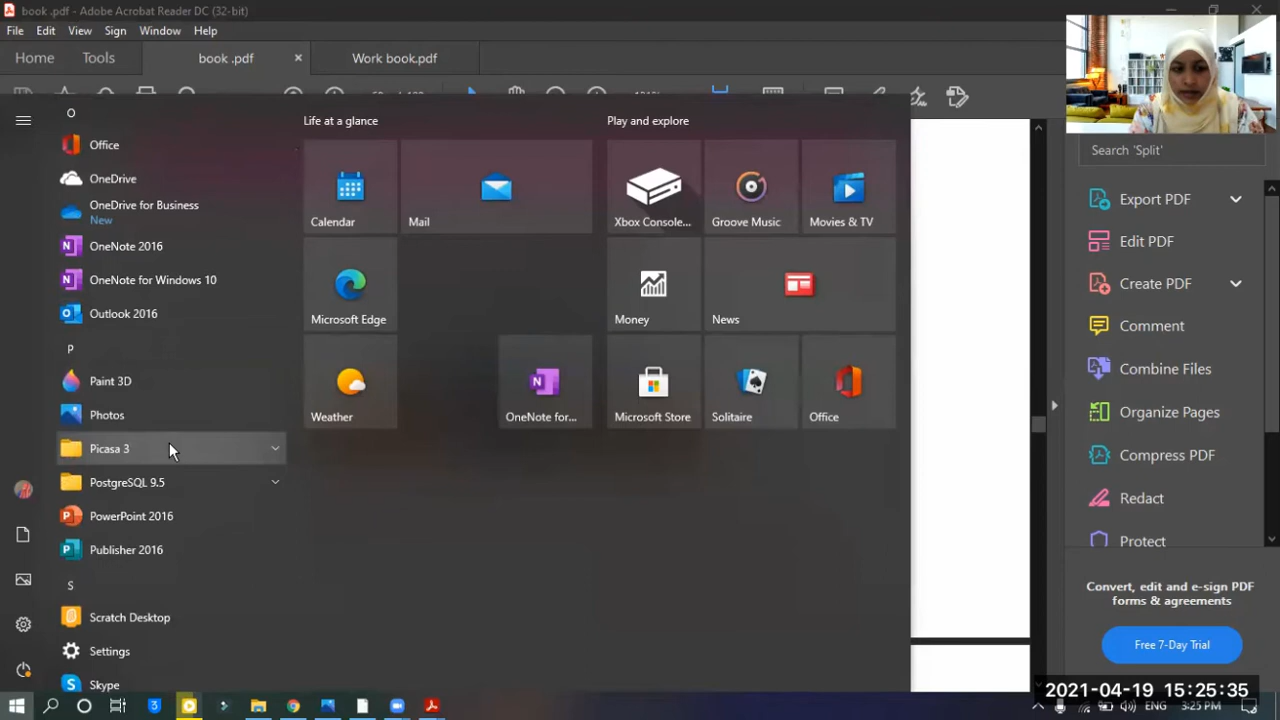 book .pdf - Adobe Acrobat Reader DC (32-bit)
File Edit View Sign Window Help
Home Tools book .pdf × Work book.pdf
O
Office
OneDrive
OneDrive for Business
New
OneNote 2016
OneNote for Windows 10
Outlook 2016
P
Paint 3D
Photos
Picasa 3
PostgreSQL 9.5
PowerPoint 2016
Publisher 2016
S
Scratch Desktop
Settings
Skype
Life at a glance
Calendar
Mail
Microsoft Edge
Weather
OneNote for...
Play and explore
Xbox Console...
Groove Music
Movies & TV
Money
News
Microsoft Store
Solitaire
Office
Search 'Split'
Export PDF
Edit PDF
Create PDF
Comment
Combine Files
Organize Pages
Compress PDF
Redact
Protect
Convert, edit and e-sign PDF
forms & agreements
Free 7-Day Trial
2021-04-19 15:25:35
ENG 3:25 PM